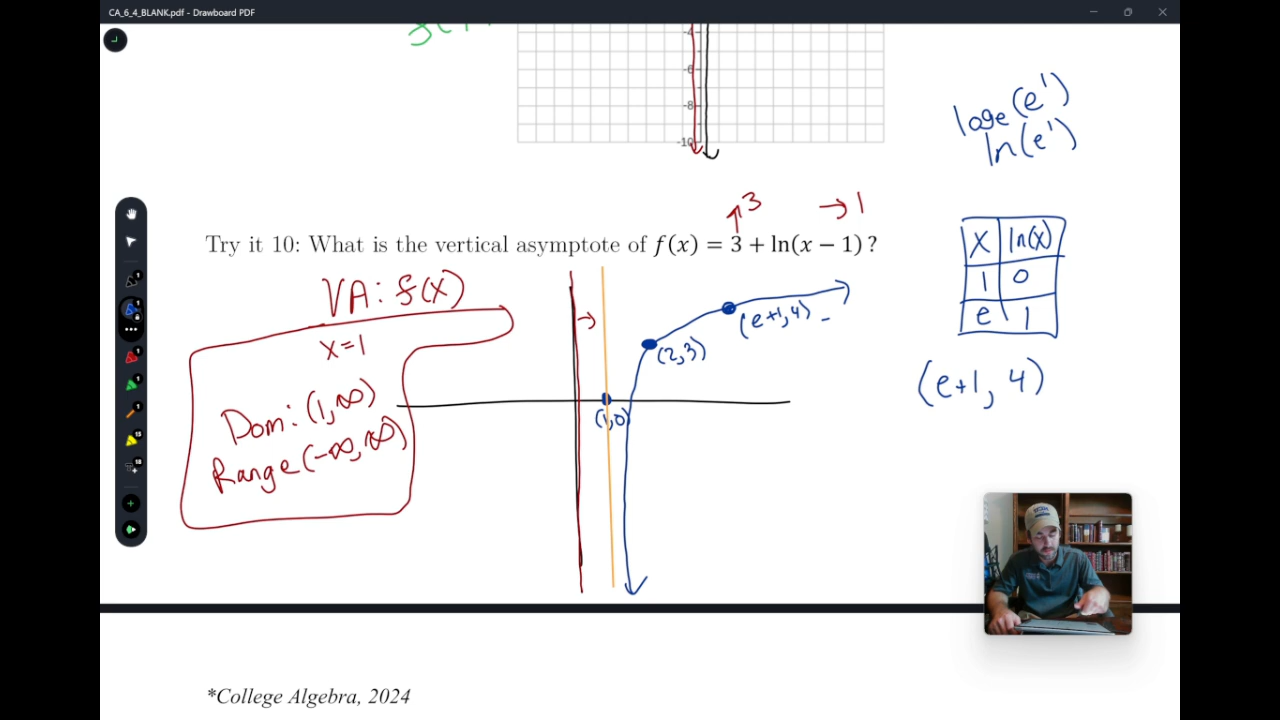 CA_6_4_BLANK.pdf - Drawboard PDF
-4
-6
-8
-10
loge(e¹)
ln(e¹)
↑3 →1
Try it 10: What is the vertical asymptote of f(x) = 3 + ln(x − 1) ?
x ln(x)
1 0
e 1
VA: f(x)
x=1
Dom: (1,∞)
Range (-∞,∞)
(e+1,4)
(2,3)
(1,0)
(e+1, 4)
*College Algebra, 2024